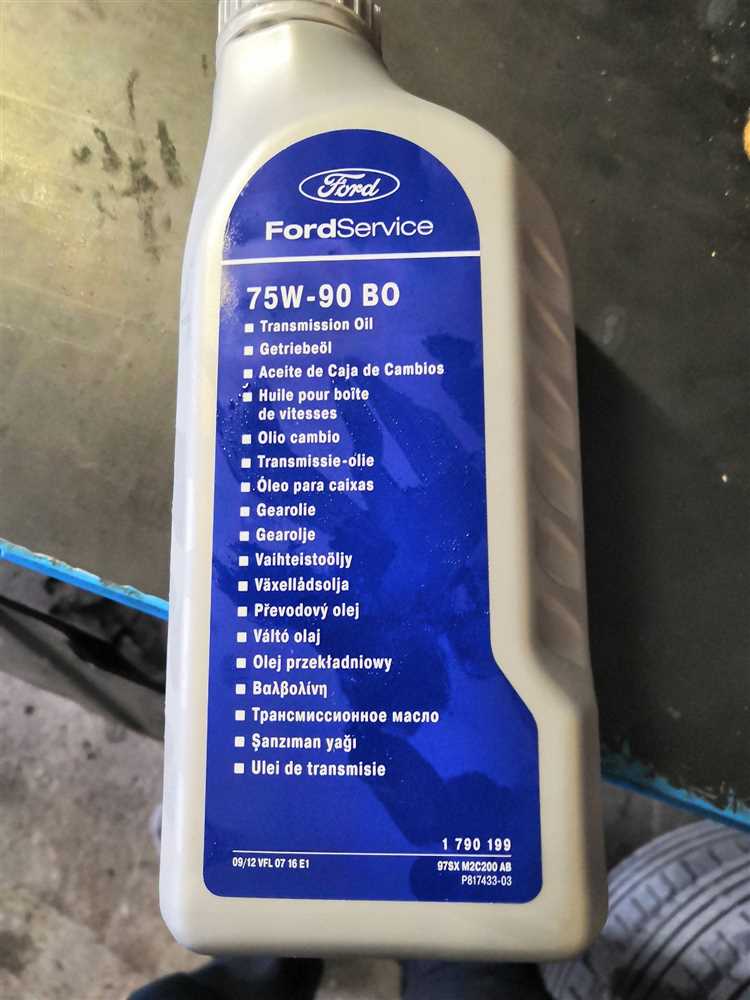 Ford
FordService
75W-90 BO
Transmission Oil
Getriebeöl
Aceite de Caja de Cambios
Huile pour boîte
de vitesses
Olio cambio
Transmissie-olie
Óleo para caixas
Gearolie
Gearolje
Vaihteistoöljy
Växellådsolja
Převodový olej
Váltó olaj
Olej przekładniowy
Βαλβολίνη
Трансмиссионное масло
Şanzıman yağı
Ulei de transmisie
1 790 199
09/12 VFL 07 16 E1
97SX M2C200 AB
P817433-03